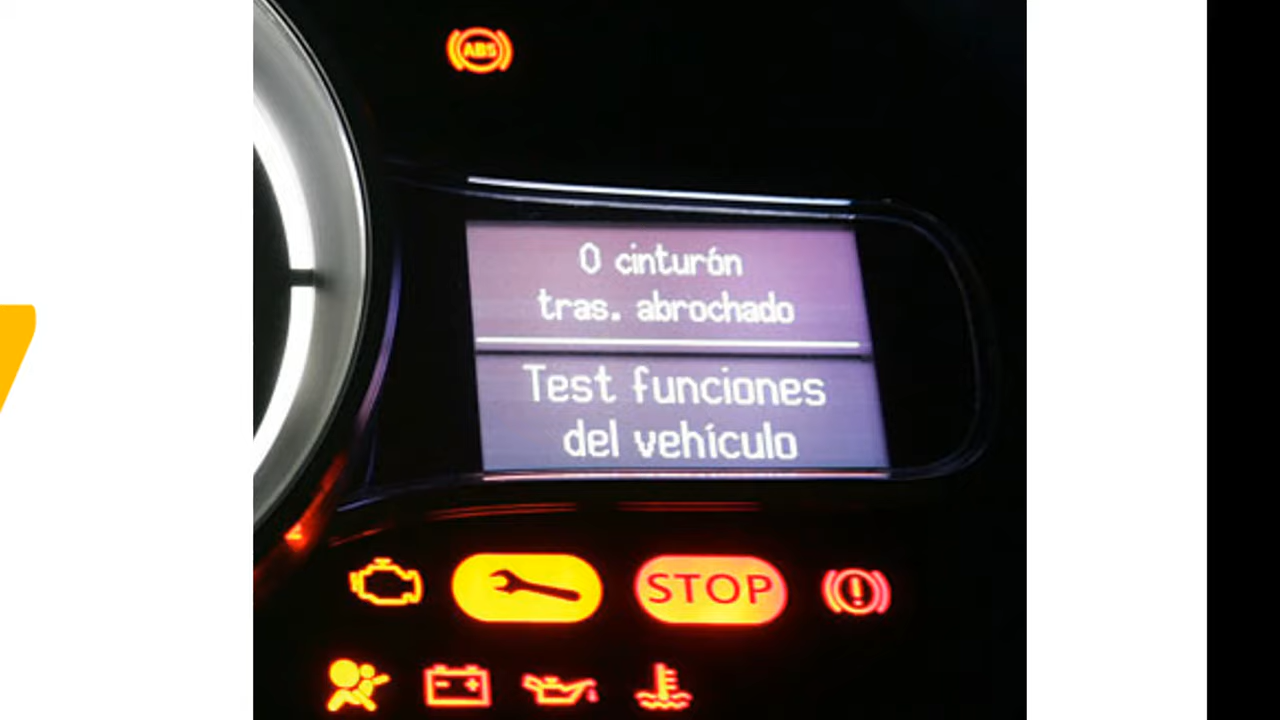 ABS
0 cinturón
tras. abrochado
Test funciones
del vehículo
STOP